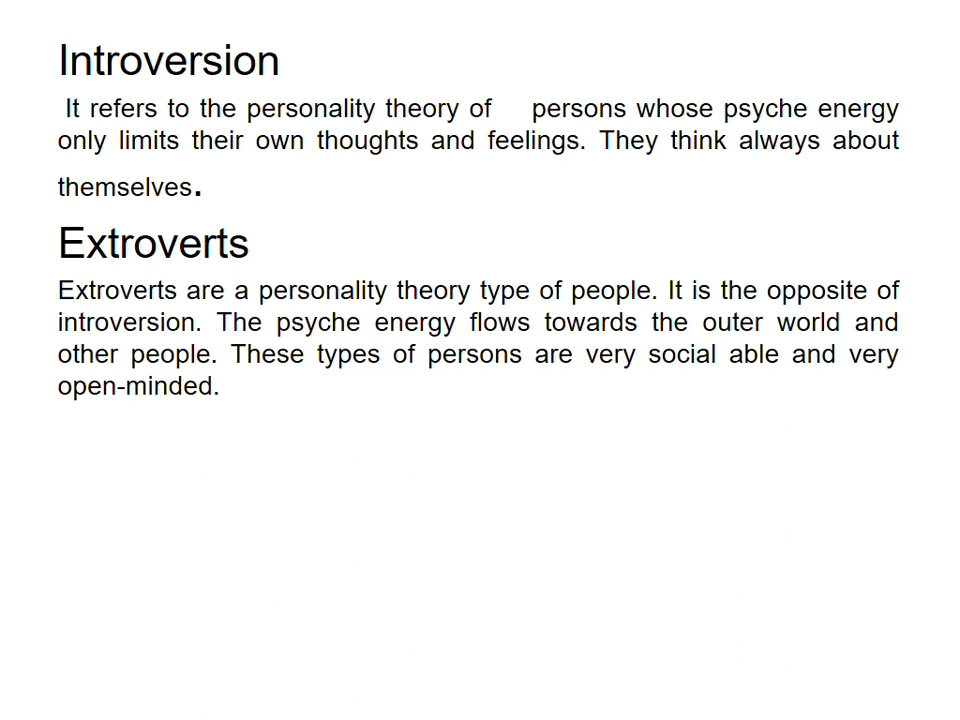 Introversion
It refers to the personality theory of persons whose psyche energy
only limits their own thoughts and feelings. They think always about
themselves.
Extroverts
Extroverts are a personality theory type of people. It is the opposite of
introversion. The psyche energy flows towards the outer world and
other people. These types of persons are very social able and very
open-minded.